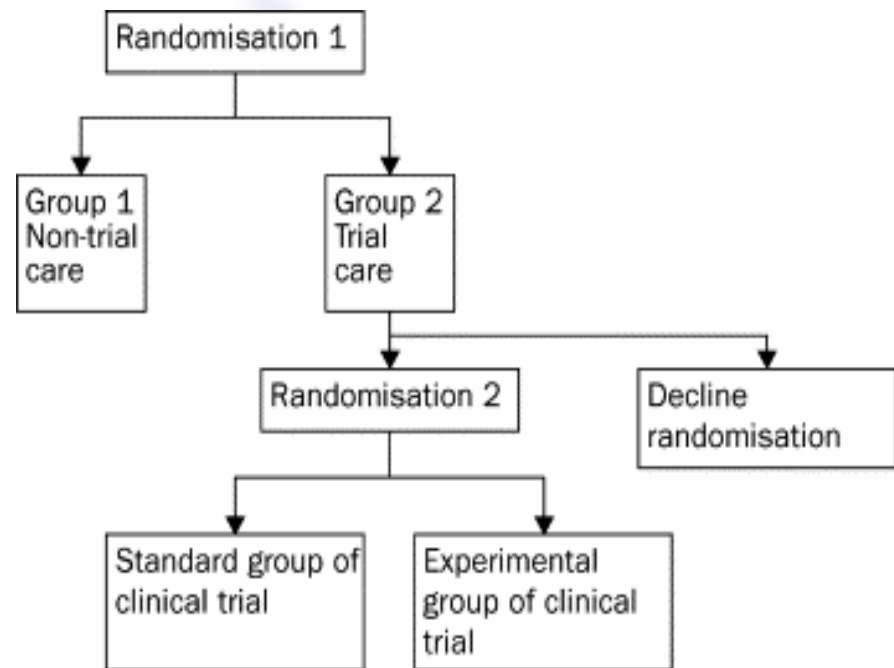 Randomisation 1
Group 1
Non-trial
care
Group 2
Trial
care
Randomisation 2
Decline
randomisation
Standard group of
clinical trial
Experimental
group of clinical
trial